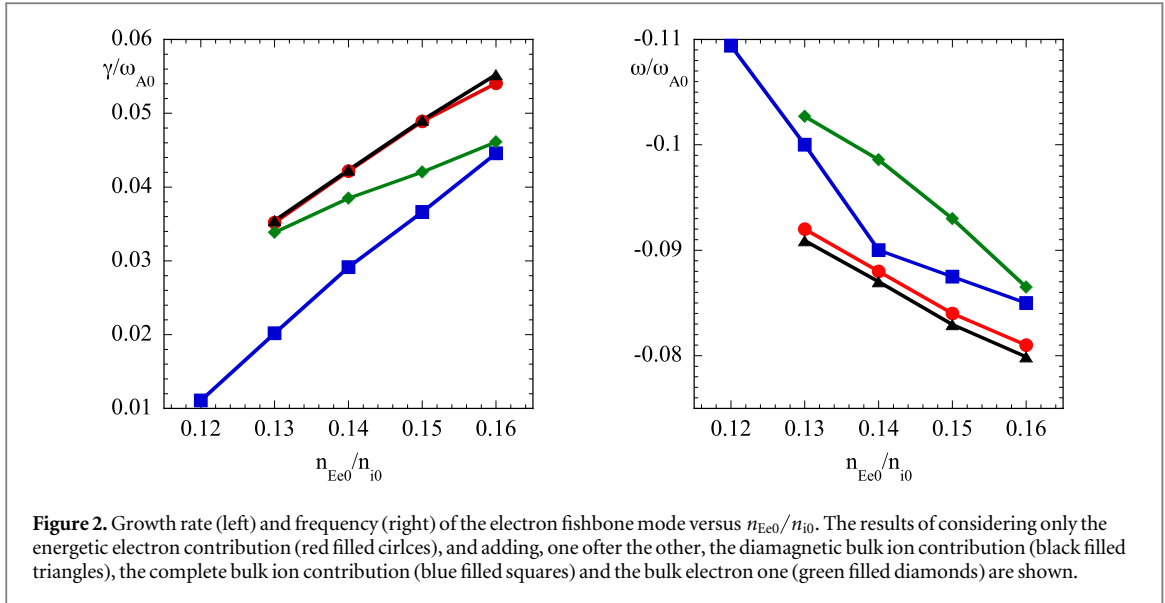 0.06
γ/ω_A0
0.05
0.04
0.03
0.02
0.01
0.12 0.13 0.14 0.15 0.16
n_Ee0/n_i0
-0.11
ω/ω_A0
-0.1
-0.09
-0.08
0.12 0.13 0.14 0.15 0.16
n_Ee0/n_i0
Figure 2. Growth rate (left) and frequency (right) of the electron fishbone mode versus n_Ee0/n_i0. The results of considering only the
energetic electron contribution (red filled cirlces), and adding, one ofter the other, the diamagnetic bulk ion contribution (black filled
triangles), the complete bulk ion contribution (blue filled squares) and the bulk electron one (green filled diamonds) are shown.